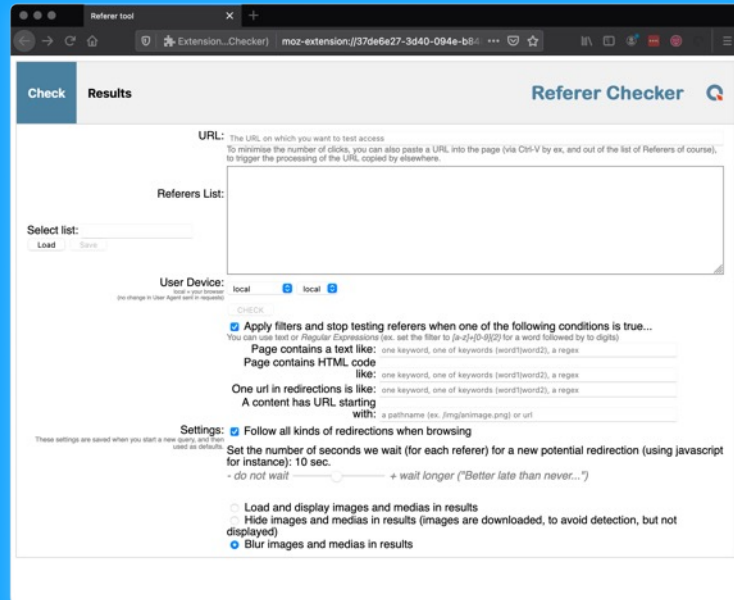 Referer tool
Extension...Checker)
moz-extension://37de6e27-3d40-094e-b84
Check
Results
Referer Checker
URL:
The URL on which you want to test access
To minimise the number of clicks, you can also paste a URL into the page (via Ctrl-V by ex, and out of the list of Referers of course),
to trigger the processing of the URL copied by elsewhere.
Referers List:
Select list:
Load
Save
User Device:
local = your browser
(no change in User Agent sent in requests)
local
local
CHECK
Apply filters and stop testing referers when one of the following conditions is true...
You can use text or Regular Expressions (ex. set the filter to [a-z]+[0-9]{2} for a word followed by to digits)
Page contains a text like:
one keyword, one of keywords (word1|word2), a regex
Page contains HTML code
like:
one keyword, one of keywords (word1|word2), a regex
One url in redirections is like:
one keyword, one of keywords (word1|word2), a regex
A content has URL starting
with:
a pathname (ex. /img/animage.png) or url
Settings:
These settings are saved when you start a new query, and then
used as defaults.
Follow all kinds of redirections when browsing
Set the number of seconds we wait (for each referer) for a new potential redirection (using javascript
for instance): 10 sec.
- do not wait
+ wait longer ("Better late than never...")
Load and display images and medias in results
Hide images and medias in results (images are downloaded, to avoid detection, but not
displayed)
Blur images and medias in results